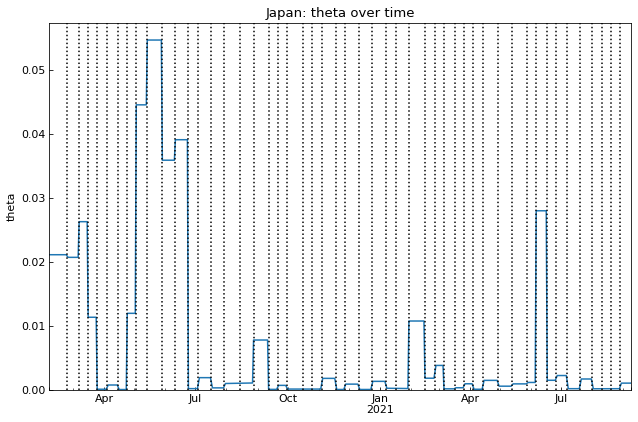 Japan: theta over time
theta
0.05
0.04
0.03
0.02
0.01
0.00
Apr
Jul
Oct
Jan
2021
Apr
Jul